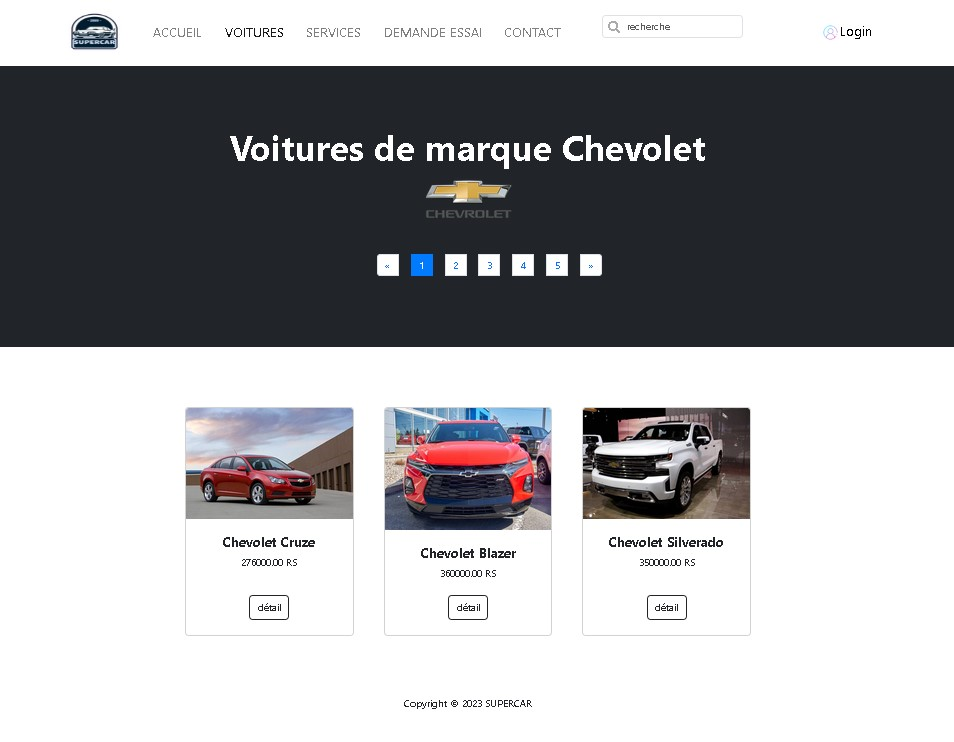 SUPERCAR
ACCUEIL VOITURES SERVICES DEMANDE ESSAI CONTACT recherche Login
Voitures de marque Chevolet
CHEVROLET
« 1 2 3 4 5 »
Chevolet Cruze
276000.00 RS
détail
Chevolet Blazer
360000.00 RS
détail
Chevolet Silverado
350000.00 RS
détail
Copyright © 2023 SUPERCAR